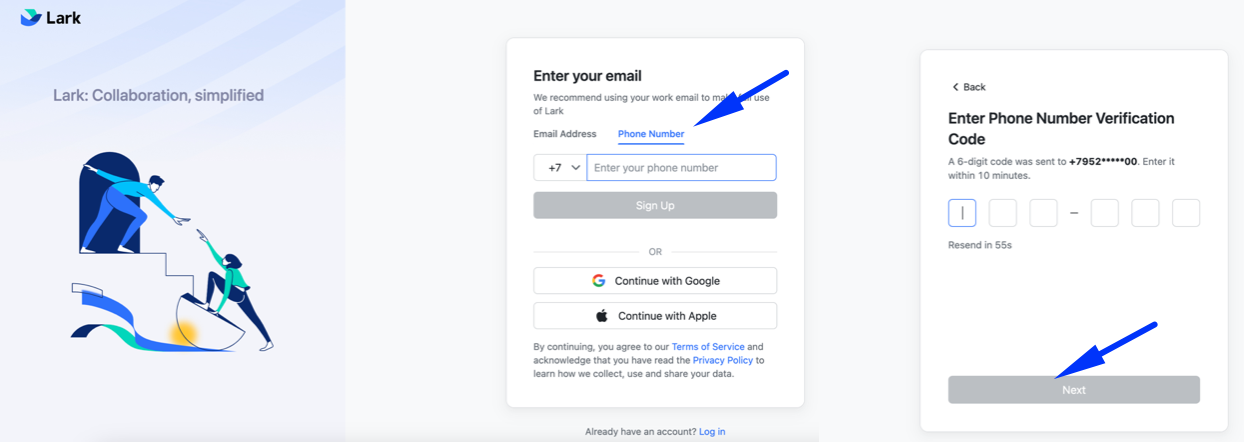 Lark
Lark: Collaboration, simplified
Enter your email
We recommend using your work email to make full use
of Lark
Email Address Phone Number
+7 Enter your phone number
Sign Up
OR
Continue with Google
Continue with Apple
By continuing, you agree to our Terms of Service and
acknowledge that you have read the Privacy Policy to
learn how we collect, use and share your data.
Already have an account? Log in
Back
Enter Phone Number Verification
Code
A 6-digit code was sent to +7952*****00. Enter it
within 10 minutes.
–
Resend in 55s
Next